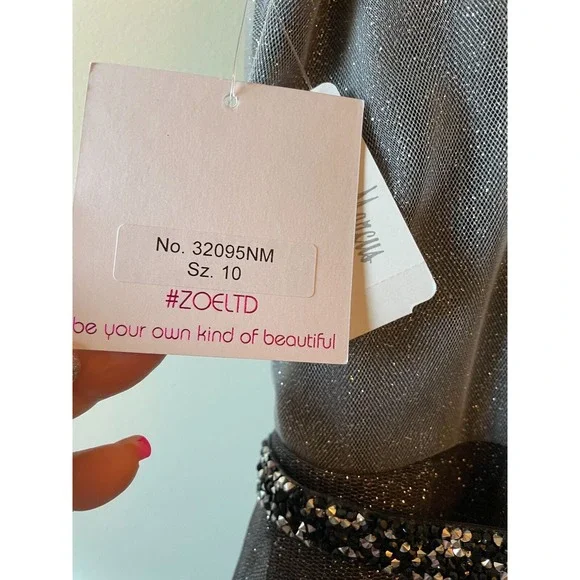 No. 32095NM
Sz. 10
#ZOELTD
be your own kind of beautiful